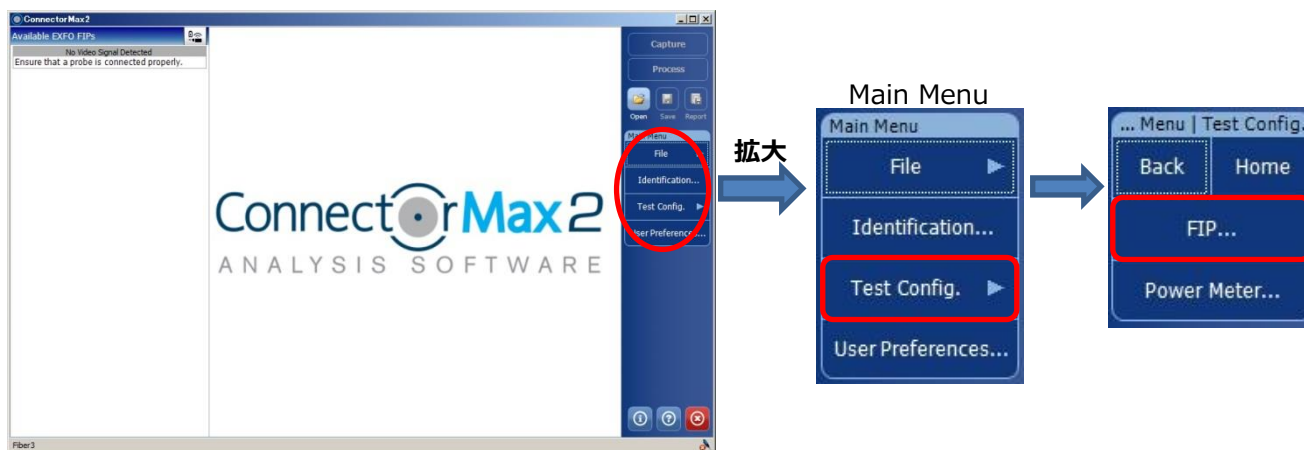 ConnectorMax2
Available EXFO FIPs
No Video Signal Detected
Ensure that a probe is connected properly.
ConnectorMax2
ANALYSIS SOFTWARE
Capture
Process
Open Save Report
Main Menu
File
Identification...
Test Config.
User Preferences...
Fiber3
拡大
Main Menu
Main Menu
File
Identification...
Test Config.
User Preferences...
... Menu | Test Config.
Back Home
FIP...
Power Meter...